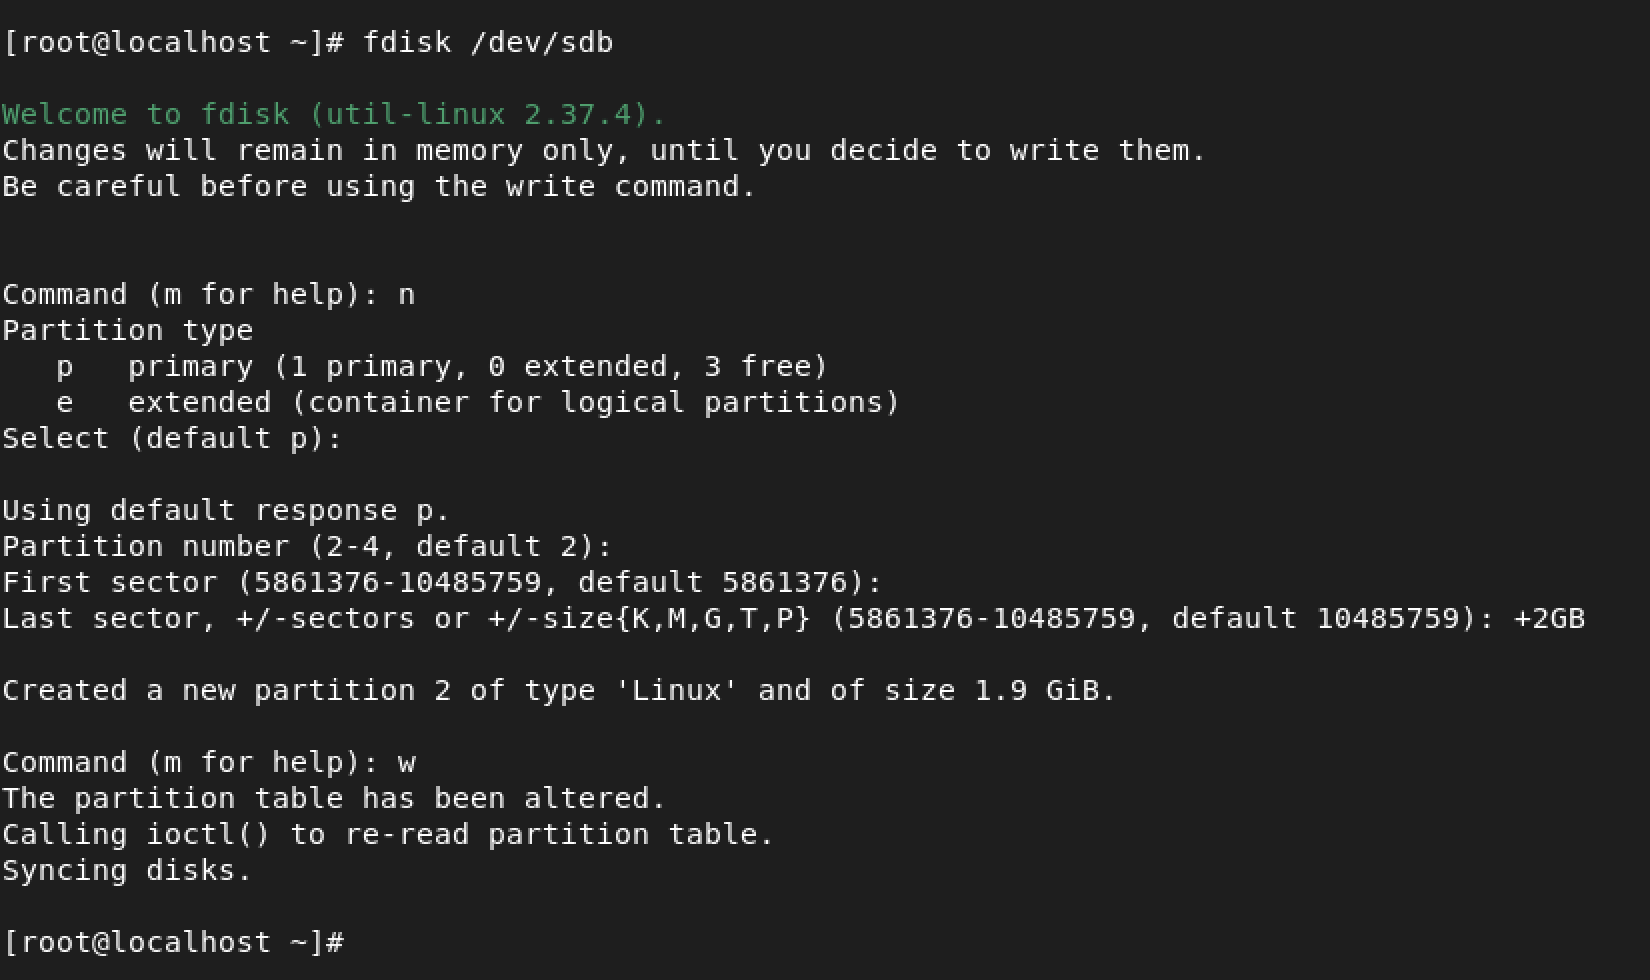 [root@localhost ~]# fdisk /dev/sdb
Welcome to fdisk (util-linux 2.37.4).
Changes will remain in memory only, until you decide to write them.
Be careful before using the write command.
Command (m for help): n
Partition type
   p   primary (1 primary, 0 extended, 3 free)
   e   extended (container for logical partitions)
Select (default p):
Using default response p.
Partition number (2-4, default 2):
First sector (5861376-10485759, default 5861376):
Last sector, +/-sectors or +/-size{K,M,G,T,P} (5861376-10485759, default 10485759): +2GB
Created a new partition 2 of type 'Linux' and of size 1.9 GiB.
Command (m for help): w
The partition table has been altered.
Calling ioctl() to re-read partition table.
Syncing disks.
[root@localhost ~]#